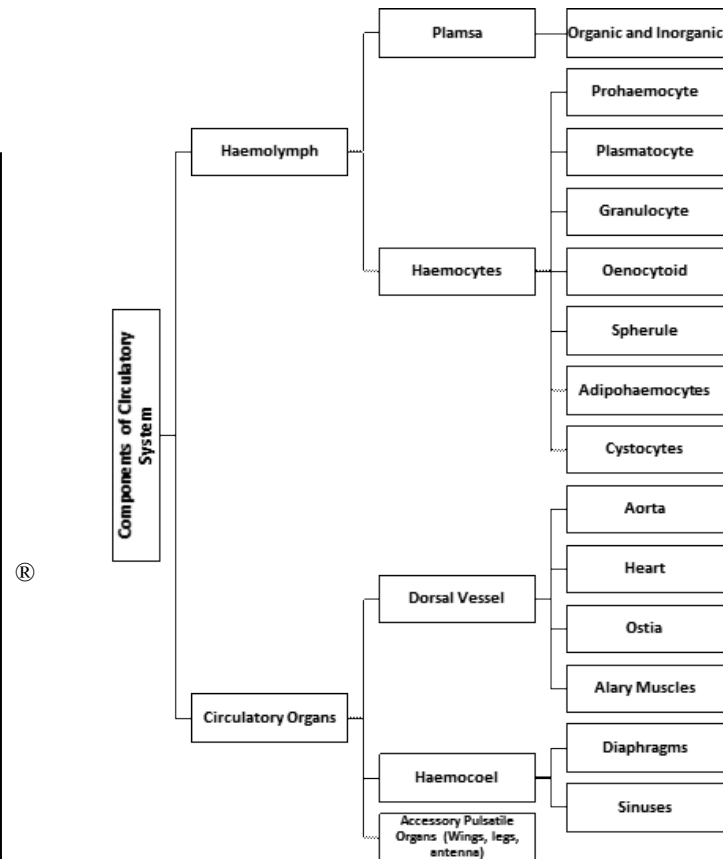 Plamsa
Organic and Inorganic
Prohaemocyte
Haemolymph
Plasmatocyte
Granulocyte
Haemocytes
Oenocytoid
Spherule
Components of Circulatory
System
Adipohaemocytes
Cystocytes
Aorta
®
Heart
Dorsal Vessel
Ostia
Circulatory Organs
Alary Muscles
Diaphragms
Haemocoel
Sinuses
Accessory Pulsatile
Organs (Wings, legs,
antenna)